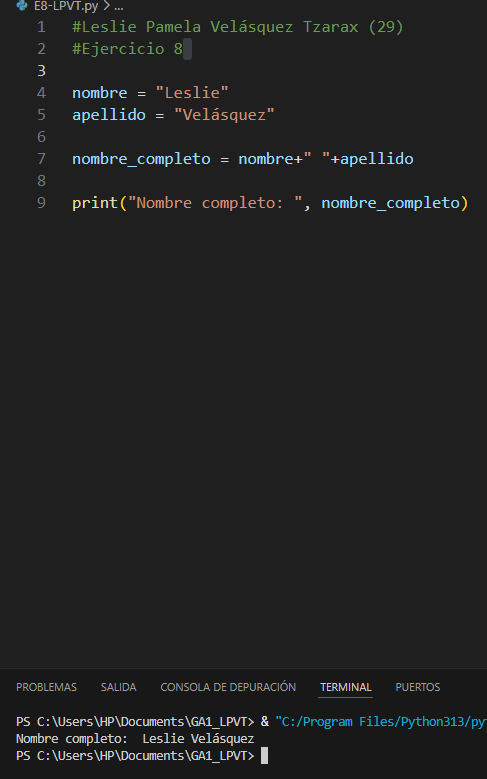 E8-LPVT.py > ...
1 #Leslie Pamela Velásquez Tzarax (29)
2 #Ejercicio 8
3
4 nombre = "Leslie"
5 apellido = "Velásquez"
6
7 nombre_completo = nombre+" "+apellido
8
9 print("Nombre completo: ", nombre_completo)
PROBLEMAS SALIDA CONSOLA DE DEPURACIÓN TERMINAL PUERTOS
PS C:\Users\HP\Documents\GA1_LPVT> & "C:/Program Files/Python313/py
Nombre completo:  Leslie Velásquez
PS C:\Users\HP\Documents\GA1_LPVT>